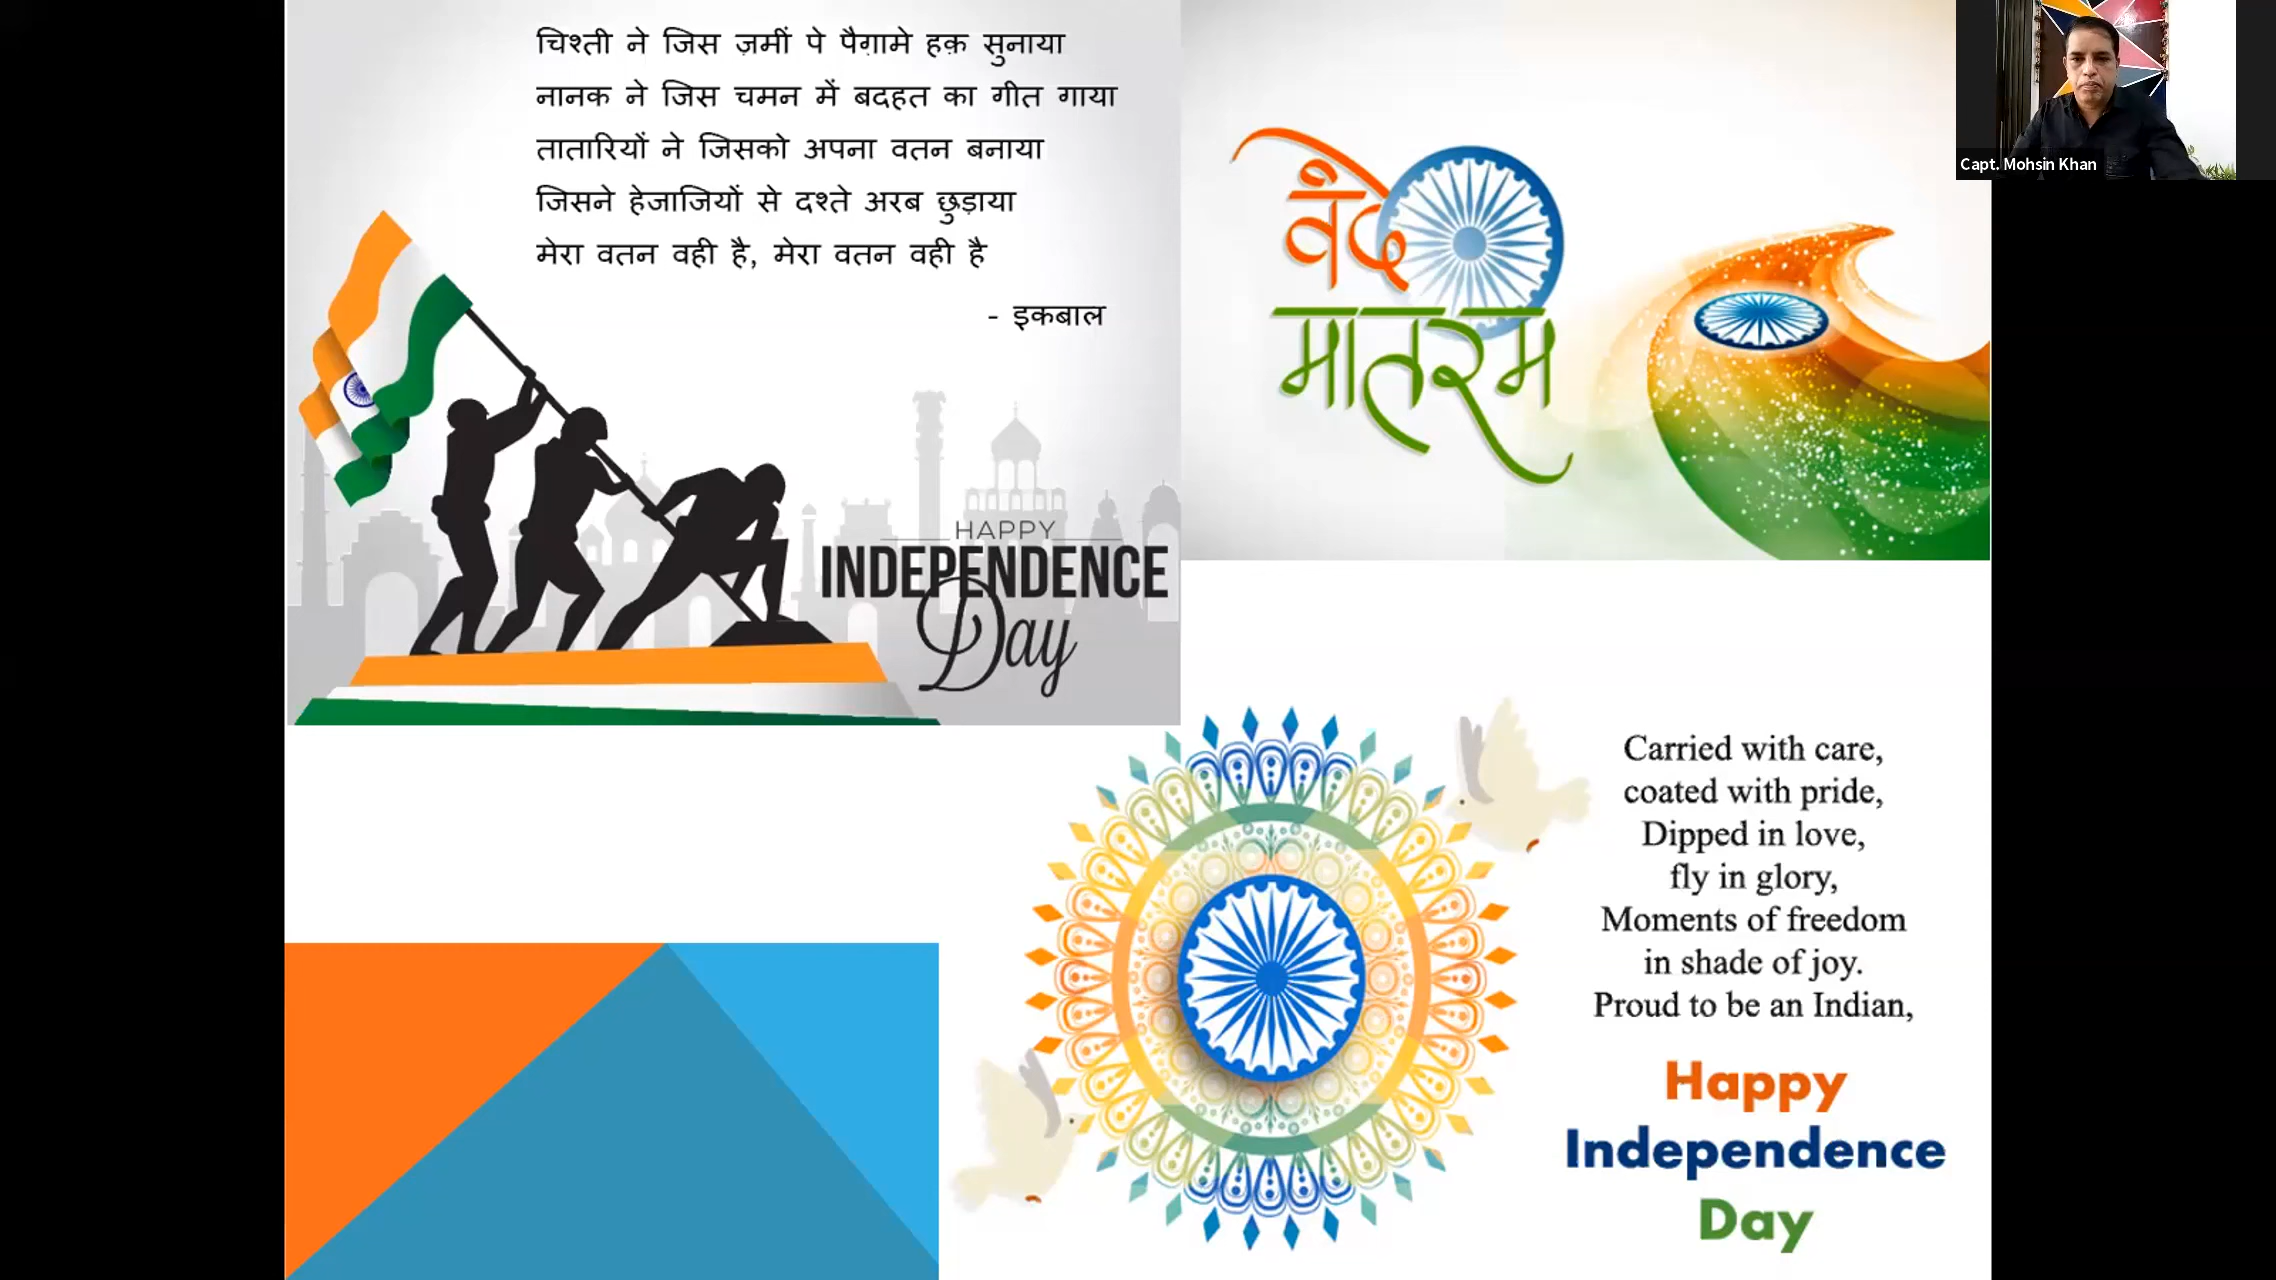 चिश्ती ने जिस ज़मीं पे पैग़ामे हक़ सुनाया
नानक ने जिस चमन में बदहत का गीत गाया
तातारियों ने जिसको अपना वतन बनाया
जिसने हेजाजियों से दश्ते अरब छुड़ाया
मेरा वतन वही है, मेरा वतन वही है
- इकबाल
HAPPY
INDEPENDENCE
Day
वंदे
मातरम
Capt. Mohsin Khan
Carried with care,
coated with pride,
Dipped in love,
fly in glory,
Moments of freedom
in shade of joy.
Proud to be an Indian,
Happy
Independence
Day